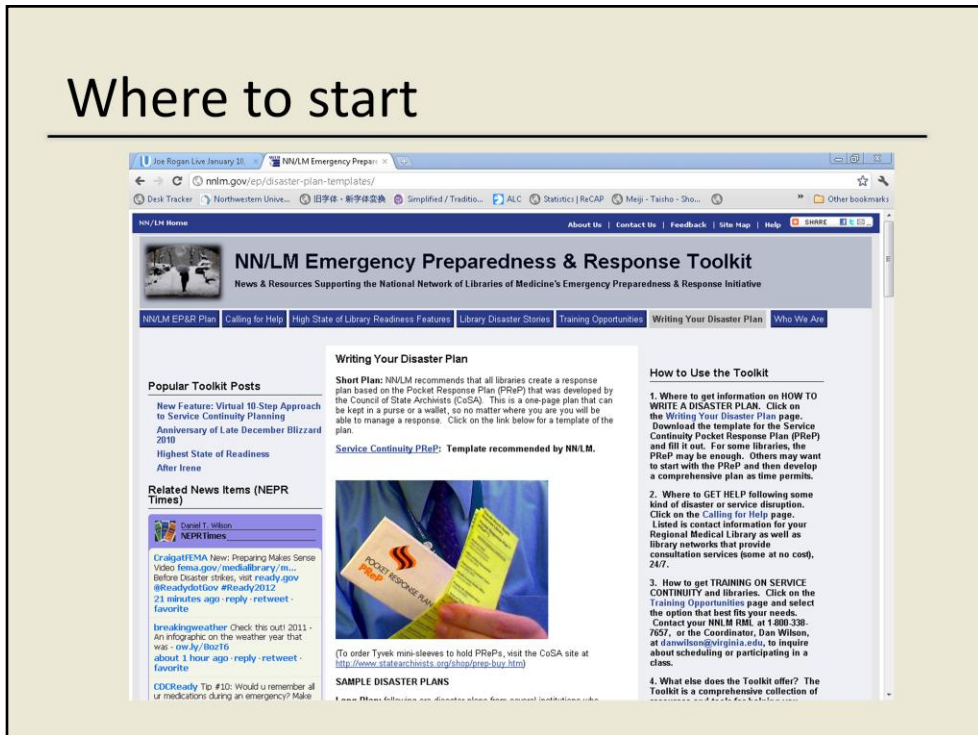 Where to start
Joe Rogan Live January 10,
NN/LM Emergency Prepare
nnlm.gov/ep/disaster-plan-templates/
Desk Tracker
Northwestern Unive...
旧字体・新字体変換
Simplified / Traditio...
ALC
Statistics | ReCAP
Meiji - Taisho - Sho...
»
Other bookmarks
NN/LM Home
About Us | Contact Us | Feedback | Site Map | Help
SHARE
NN/LM Emergency Preparedness & Response Toolkit
News & Resources Supporting the National Network of Libraries of Medicine's Emergency Preparedness & Response Initiative
NN/LM EP&R Plan
Calling for Help
High State of Library Readiness Features
Library Disaster Stories
Training Opportunities
Writing Your Disaster Plan
Who We Are
Popular Toolkit Posts
New Feature: Virtual 10-Step Approach
to Service Continuity Planning
Anniversary of Late December Blizzard
2010
Highest State of Readiness
After Irene
Related News Items (NEPR
Times)
Daniel T. Wilson
NEPRTimes
CraigatFEMA New: Preparing Makes Sense
Video fema.gov/medialibrary/m...
Before Disaster strikes, visit ready.gov
@ReadydotGov #Ready2012
21 minutes ago · reply · retweet ·
favorite
breakingweather Check this out! 2011 -
An infographic on the weather year that
was - ow.ly/8ozT6
about 1 hour ago · reply · retweet ·
favorite
CDCReady Tip #10: Would u remember all
ur medications during an emergency? Make
Writing Your Disaster Plan
Short Plan: NN/LM recommends that all libraries create a response
plan based on the Pocket Response Plan (PReP) that was developed by
the Council of State Archivists (CoSA). This is a one-page plan that can
be kept in a purse or a wallet, so no matter where you are you will be
able to manage a response. Click on the link below for a template of the
plan.
Service Continuity PReP: Template recommended by NN/LM.
POCKET RESPONSE PLAN
PReP
(To order Tyvek mini-sleeves to hold PRePs, visit the CoSA site at
http://www.statearchivists.org/shop/prep-buy.htm)
SAMPLE DISASTER PLANS
Long Plan: following are disaster plans from several institutions who
How to Use the Toolkit
1. Where to get information on HOW TO
WRITE A DISASTER PLAN. Click on
the Writing Your Disaster Plan page.
Download the template for the Service
Continuity Pocket Response Plan (PReP)
and fill it out. For some libraries, the
PReP may be enough. Others may want
to start with the PReP and then develop
a comprehensive plan as time permits.
2. Where to GET HELP following some
kind of disaster or service disruption.
Click on the Calling for Help page.
Listed is contact information for your
Regional Medical Library as well as
library networks that provide
consultation services (some at no cost),
24/7.
3. How to get TRAINING ON SERVICE
CONTINUITY and libraries. Click on the
Training Opportunities page and select
the option that best fits your needs.
Contact your NNLM RML at 1-800-338-
7657, or the Coordinator, Dan Wilson,
at danwilson@virginia.edu, to inquire
about scheduling or participating in a
class.
4. What else does the Toolkit offer? The
Toolkit is a comprehensive collection of